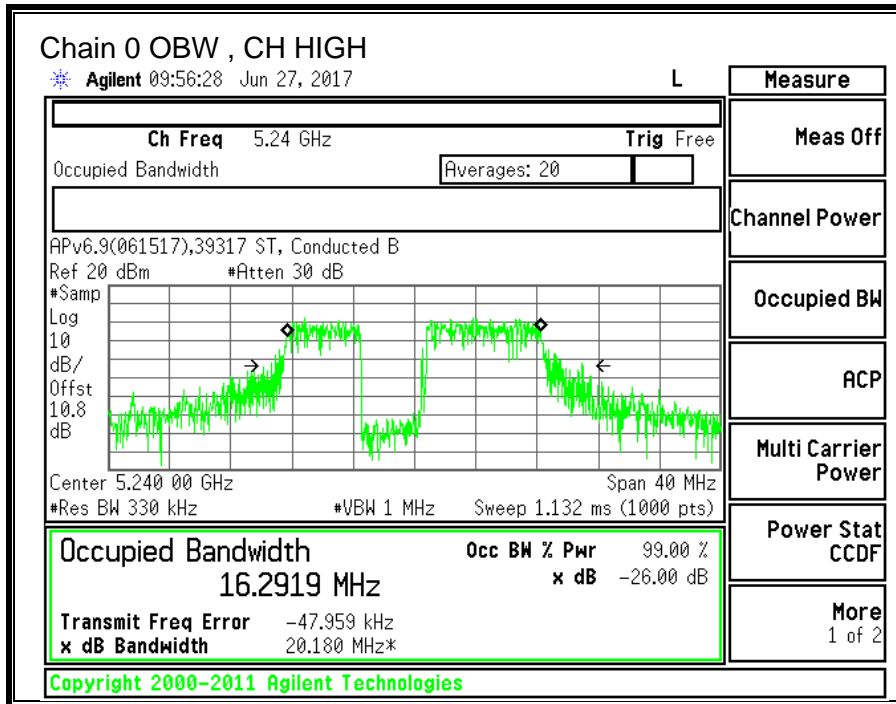 Chain 0 OBW , CH HIGH
Agilent 09:56:28 Jun 27, 2017 L
Measure
Ch Freq 5.24 GHz Trig Free
Meas Off
Occupied Bandwidth Averages: 20
Channel Power
APv6.9(061517),39317 ST, Conducted B
Ref 20 dBm #Atten 30 dB
#Samp
Log
10
dB/
Offst
10.8
dB
Occupied BW
ACP
Center 5.240 00 GHz Span 40 MHz
#Res BW 330 kHz #VBW 1 MHz Sweep 1.132 ms (1000 pts)
Multi Carrier
Power
Occupied Bandwidth Occ BW % Pwr 99.00 %
16.2919 MHz x dB -26.00 dB
Transmit Freq Error -47.959 kHz
x dB Bandwidth 20.180 MHz*
Power Stat
CCDF
More
1 of 2
Copyright 2000-2011 Agilent Technologies